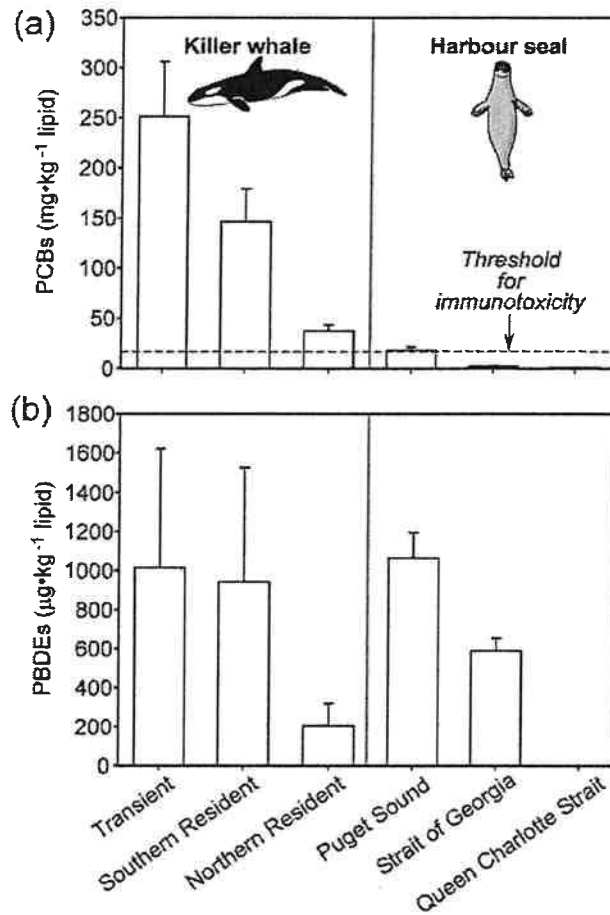 (a)
PCBs (mg•kg⁻¹ lipid)
350
300
250
200
150
100
50
0
Killer whale
Harbour seal
Threshold
for
immunotoxicity
(b)
PBDEs (µg•kg⁻¹ lipid)
1800
1600
1400
1200
1000
800
600
400
200
Transient
Southern Resident
Northern Resident
Puget Sound
Strait of Georgia
Queen Charlotte Strait